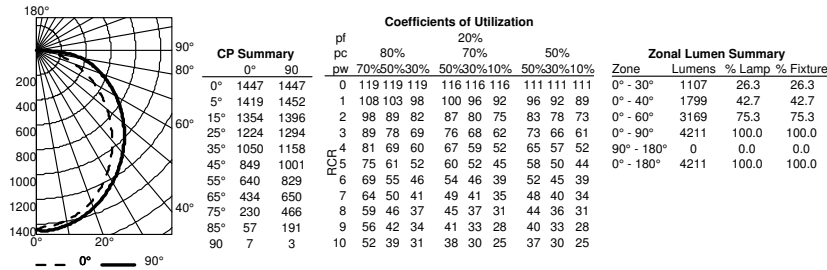 180°
90°
80°
200
400
60°
600
800
1000
1200
40°
1400
0° 20°
0° 90°
CP Summary
0° 90
0° 1447 1447
5° 1419 1452
15° 1354 1396
25° 1224 1294
35° 1050 1158
45° 849 1001
55° 640 829
65° 434 650
75° 230 466
85° 57 191
90 7 3
Coefficients of Utilization
pf 20%
pc 80% 70% 50%
pw 70%50%30% 50%30%10% 50%30%10%
RCR
0 119 119 119 116 116 116 111 111 111
1 108 103 98 100 96 92 96 92 89
2 98 89 82 87 80 75 83 78 73
3 89 78 69 76 68 62 73 66 61
4 81 69 60 67 59 52 65 57 52
5 75 61 52 60 52 45 58 50 44
6 69 55 46 54 46 39 52 45 39
7 64 50 41 49 41 35 48 40 34
8 59 46 37 45 37 31 44 36 31
9 56 42 34 41 33 28 40 33 28
10 52 39 31 38 30 25 37 30 25
Zonal Lumen Summary
Zone Lumens % Lamp % Fixture
0° - 30° 1107 26.3 26.3
0° - 40° 1799 42.7 42.7
0° - 60° 3169 75.3 75.3
0° - 90° 4211 100.0 100.0
90° - 180° 0 0.0 0.0
0° - 180° 4211 100.0 100.0